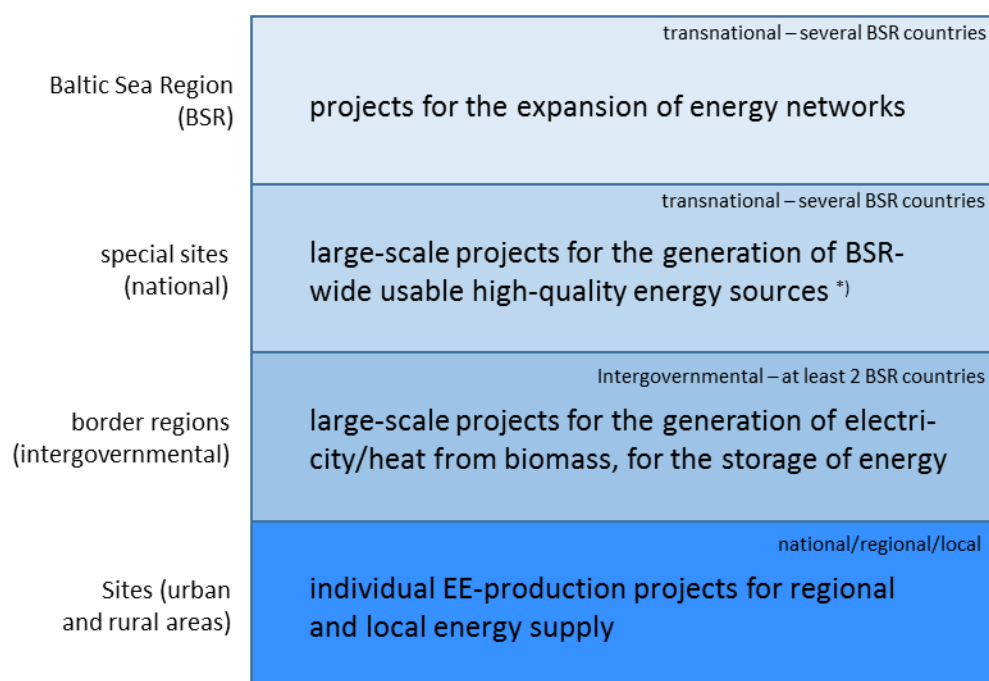 transnational – several BSR countries
Baltic Sea Region
(BSR)
projects for the expansion of energy networks
transnational – several BSR countries
special sites
(national)
large-scale projects for the generation of BSR-
wide usable high-quality energy sources *)
Intergovernmental – at least 2 BSR countries
border regions
(intergovernmental)
large-scale projects for the generation of electri-
city/heat from biomass, for the storage of energy
national/regional/local
Sites (urban
and rural areas)
individual EE-production projects for regional
and local energy supply